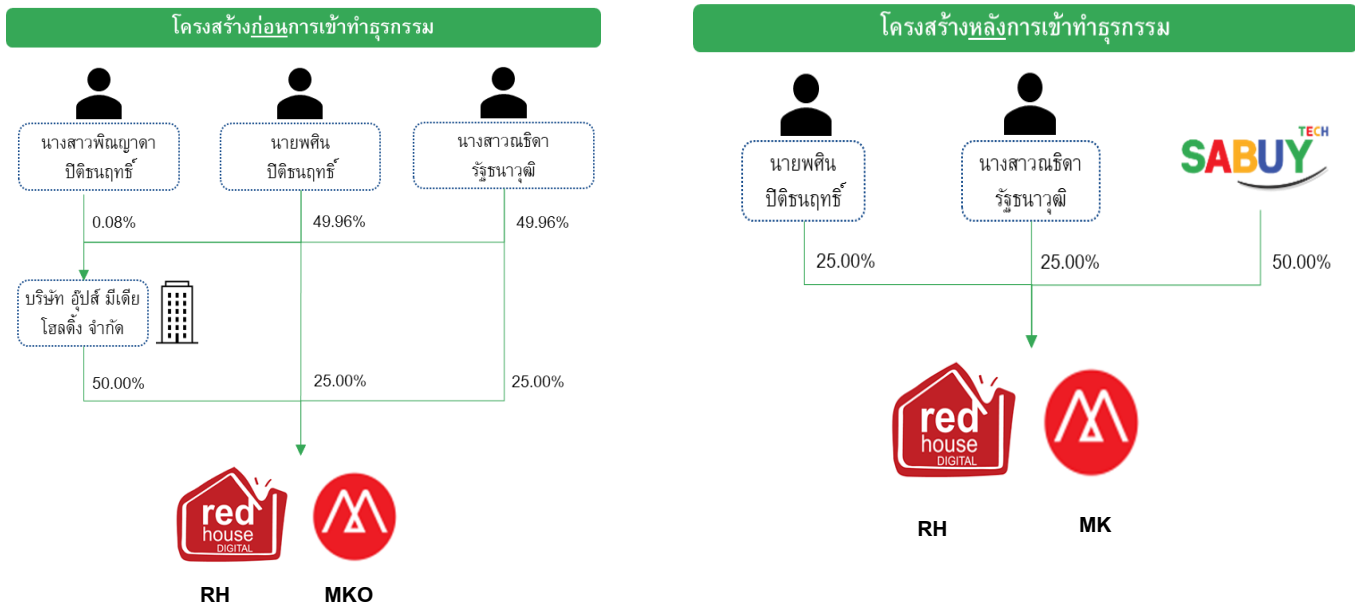 โครงสร้างก่อนการเข้าทำธุรกรรม
นางสาวพิณญาดา
ปิติธนฤทธิ์
นายพศิน
ปิติธนฤทธิ์
นางสาวณธิดา
รัฐธนาวุฒิ
0.08%
49.96%
49.96%
บริษัท อุ๊ปส์ มีเดีย
โฮลดิ้ง จำกัด
50.00%
25.00%
25.00%
red
house
DIGITAL
RH
MKO
โครงสร้างหลังการเข้าทำธุรกรรม
นายพศิน
ปิติธนฤทธิ์
นางสาวณธิดา
รัฐธนาวุฒิ
SABUY
TECH
25.00%
25.00%
50.00%
red
house
DIGITAL
RH
MK